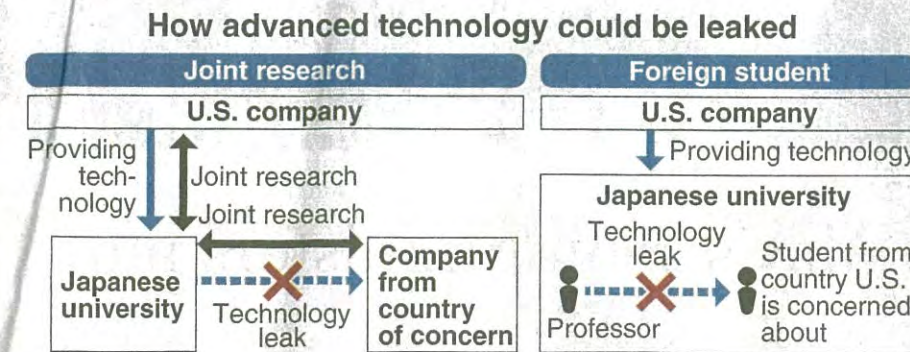 How advanced technology could be leaked
Joint research
U.S. company
Providing
tech-
nology
Joint research
Joint research
Japanese
university
Technology
leak
Company
from
country
of concern
Foreign student
U.S. company
Providing technology
Japanese university
Technology
leak
Professor
Student from
country U.S.
is concerned
about